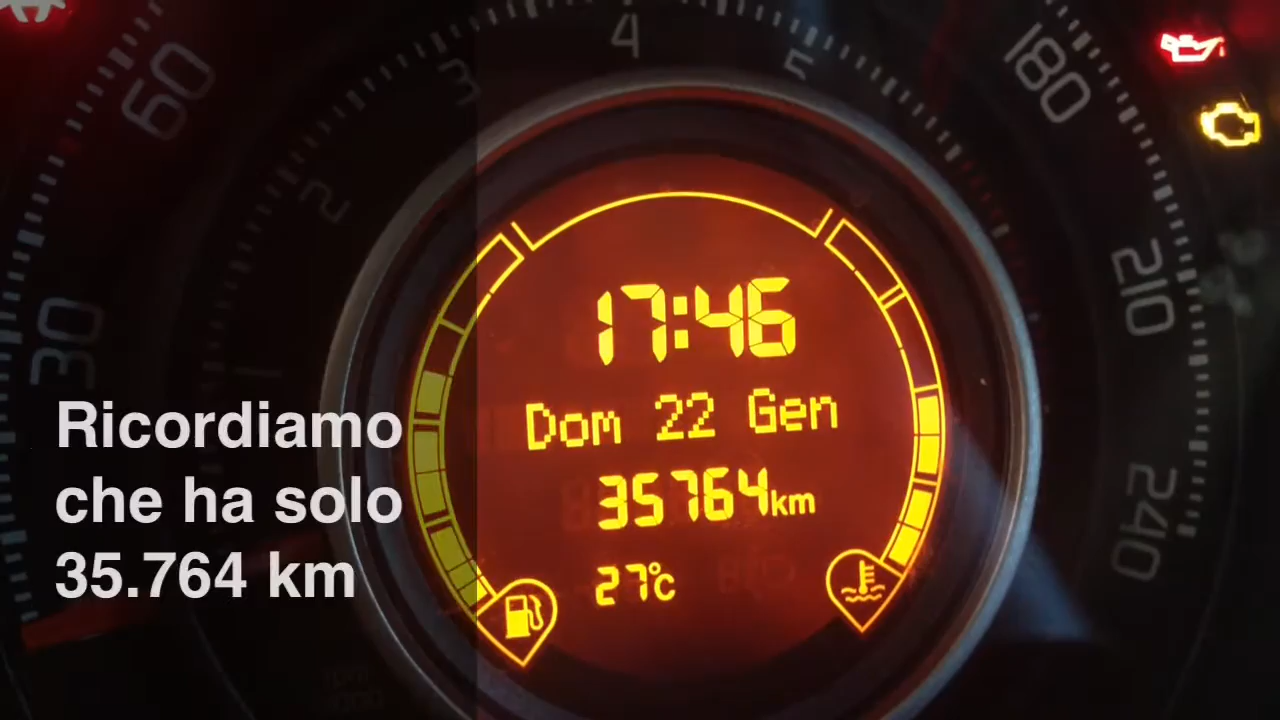 60
3
4
5
180
2
30
1
210
240
17:46
Dom 22 Gen
35764km
27°C
Ricordiamo
che ha solo
35.764 km